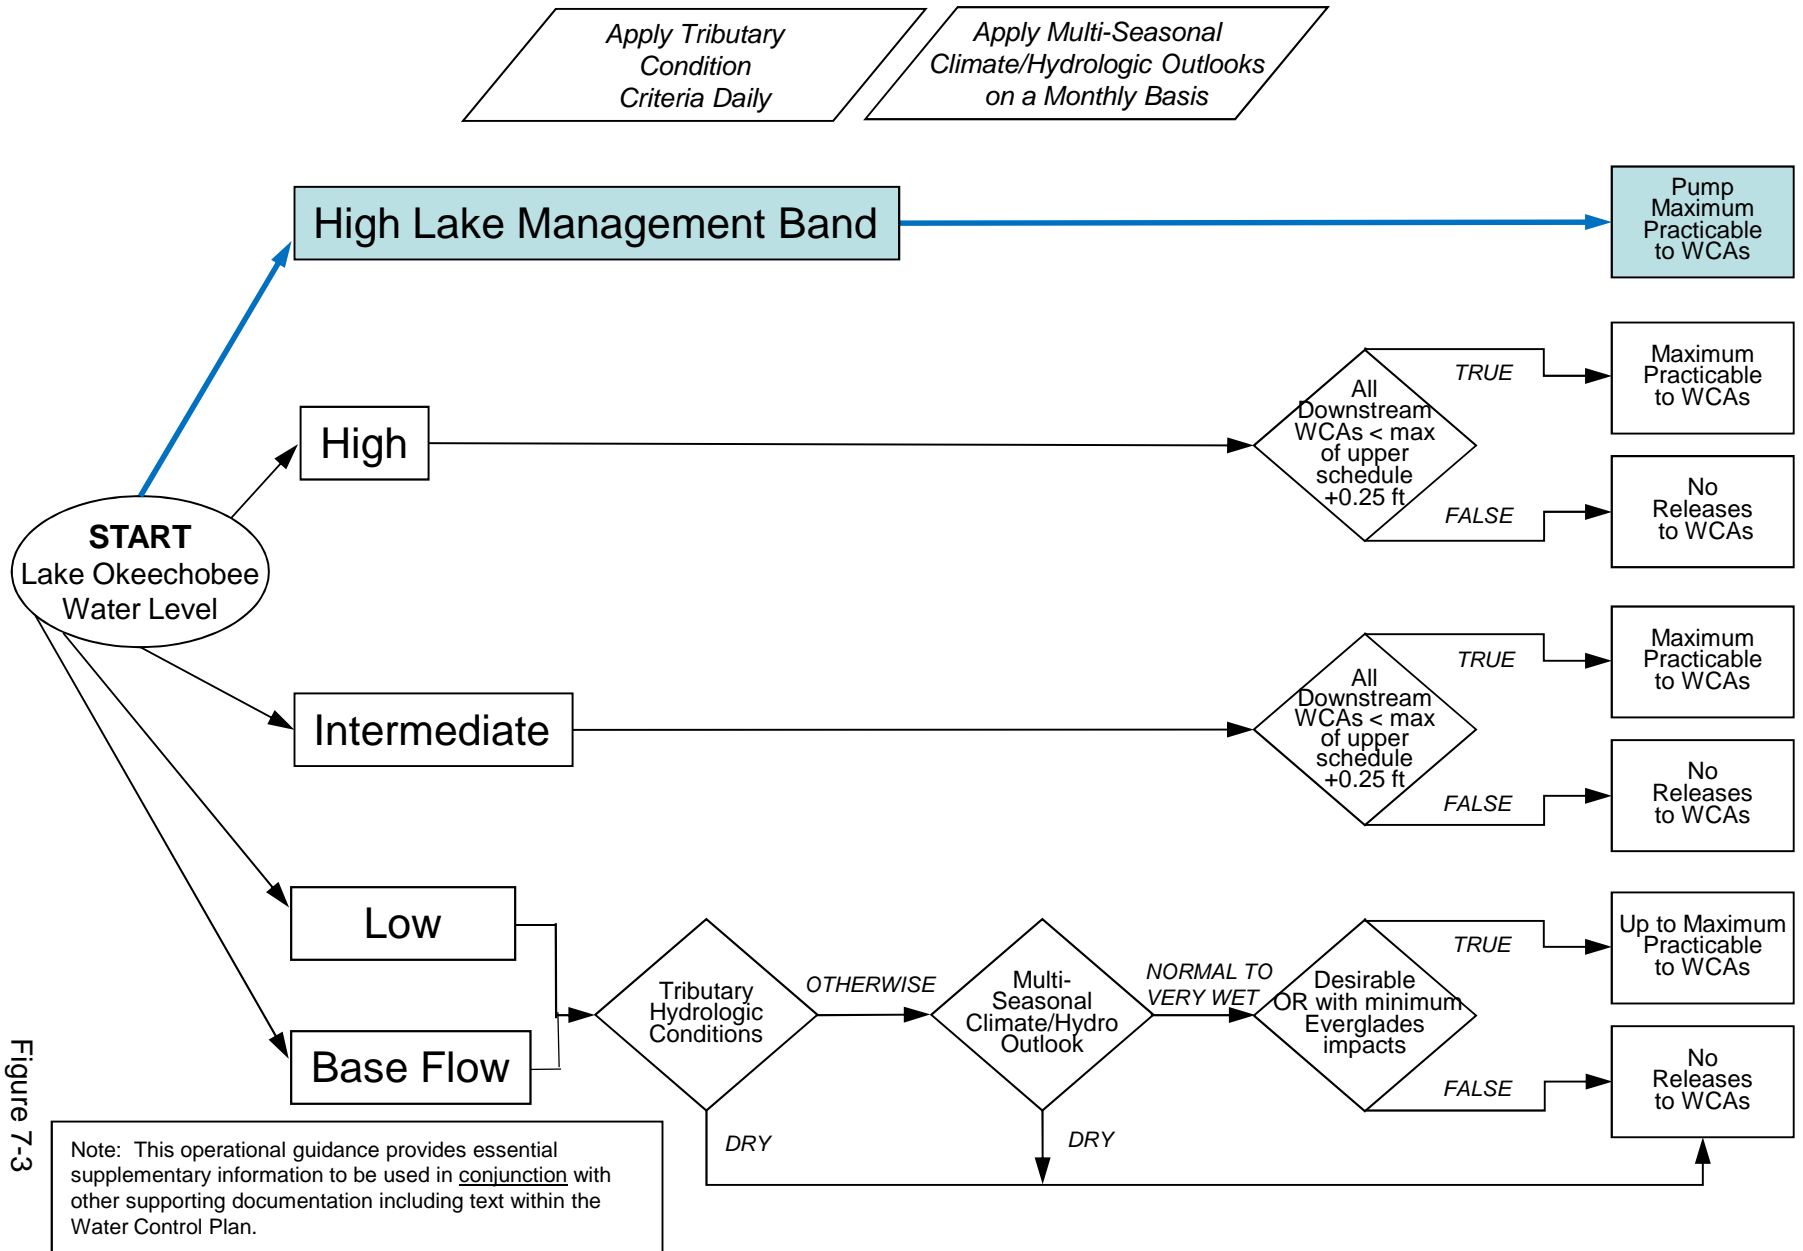 Apply Tributary
Condition
Criteria Daily
Apply Multi-Seasonal
Climate/Hydrologic Outlooks
on a Monthly Basis
High Lake Management Band
Pump
Maximum
Practicable
to WCAs
High
All
Downstream
WCAs < max
of upper
schedule
+0.25 ft
TRUE
Maximum
Practicable
to WCAs
FALSE
No
Releases
to WCAs
START
Lake Okeechobee
Water Level
Intermediate
All
Downstream
WCAs < max
of upper
schedule
+0.25 ft
TRUE
Maximum
Practicable
to WCAs
FALSE
No
Releases
to WCAs
Low
Base Flow
Tributary
Hydrologic
Conditions
OTHERWISE
DRY
Multi-
Seasonal
Climate/Hydro
Outlook
NORMAL TO
VERY WET
DRY
Desirable
OR with minimum
Everglades
impacts
TRUE
Up to Maximum
Practicable
to WCAs
FALSE
No
Releases
to WCAs
Figure 7-3
Note: This operational guidance provides essential
supplementary information to be used in conjunction with
other supporting documentation including text within the
Water Control Plan.